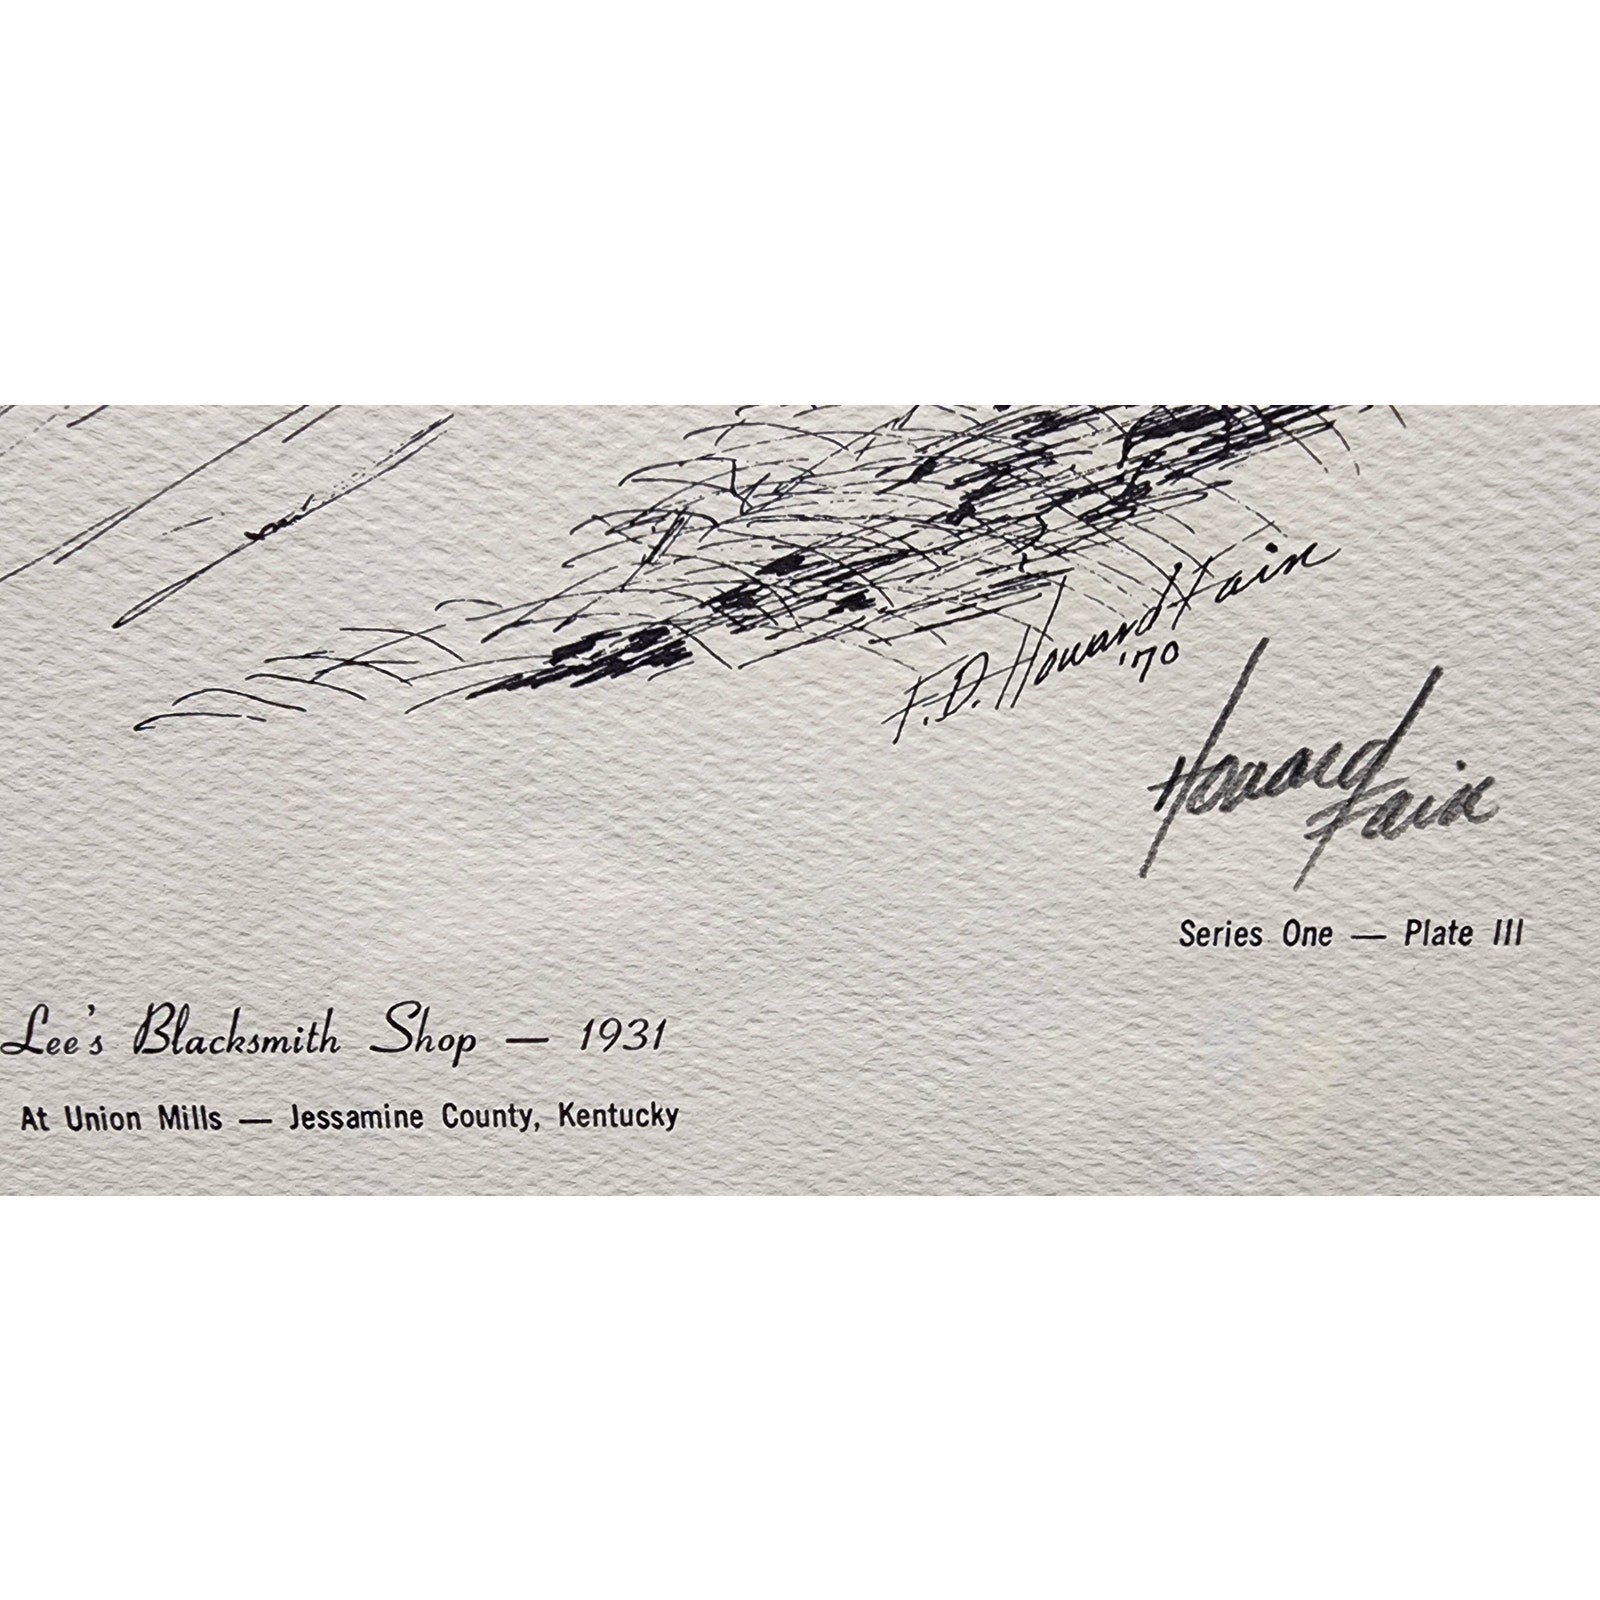 F.D. Howard Fain
'70
Howard
Fain
Series One — Plate III
Lee's Blacksmith Shop — 1931
At Union Mills — Jessamine County, Kentucky